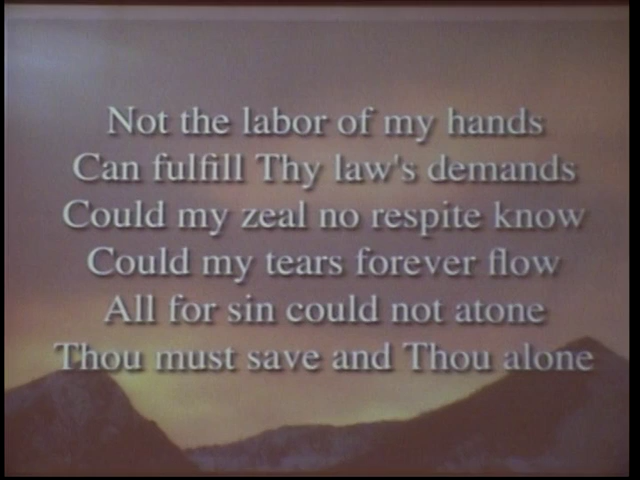 Not the labor of my hands
Can fulfill Thy law's demands
Could my zeal no respite know
Could my tears forever flow
All for sin could not atone
Thou must save and Thou alone